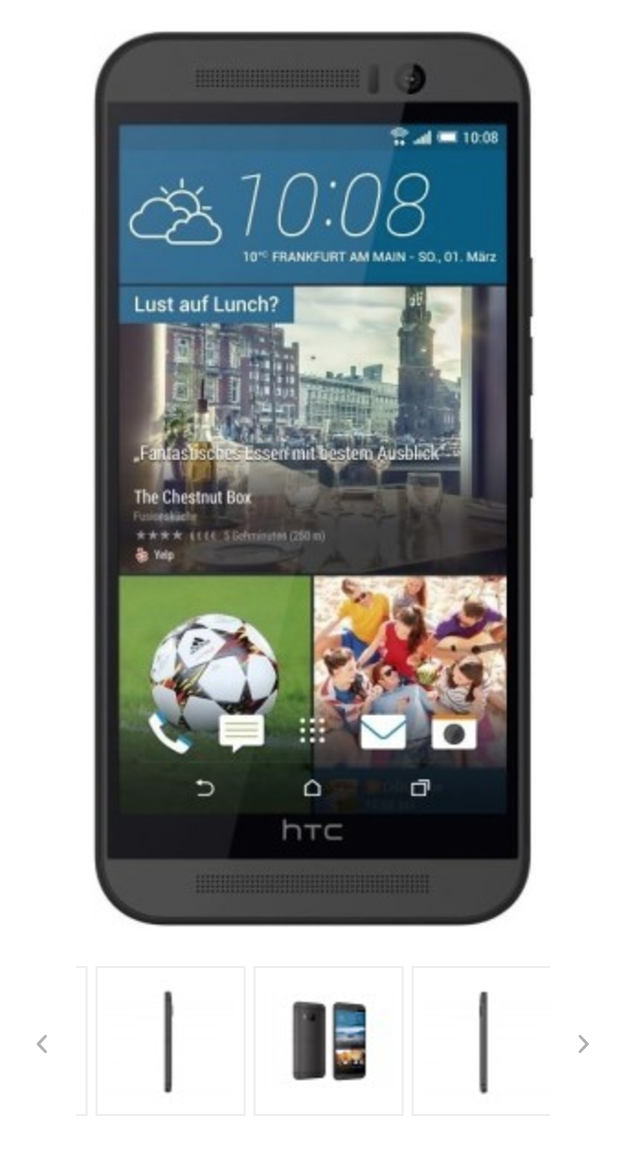 10:08
10:08
10°C FRANKFURT AM MAIN - SO., 01. März
Lust auf Lunch?
„Fantastisches Essen mit bestem Ausblick“
The Chestnut Box
Fusionsküche
5 Gehminuten (250 m)
Yelp
adidas
hTC